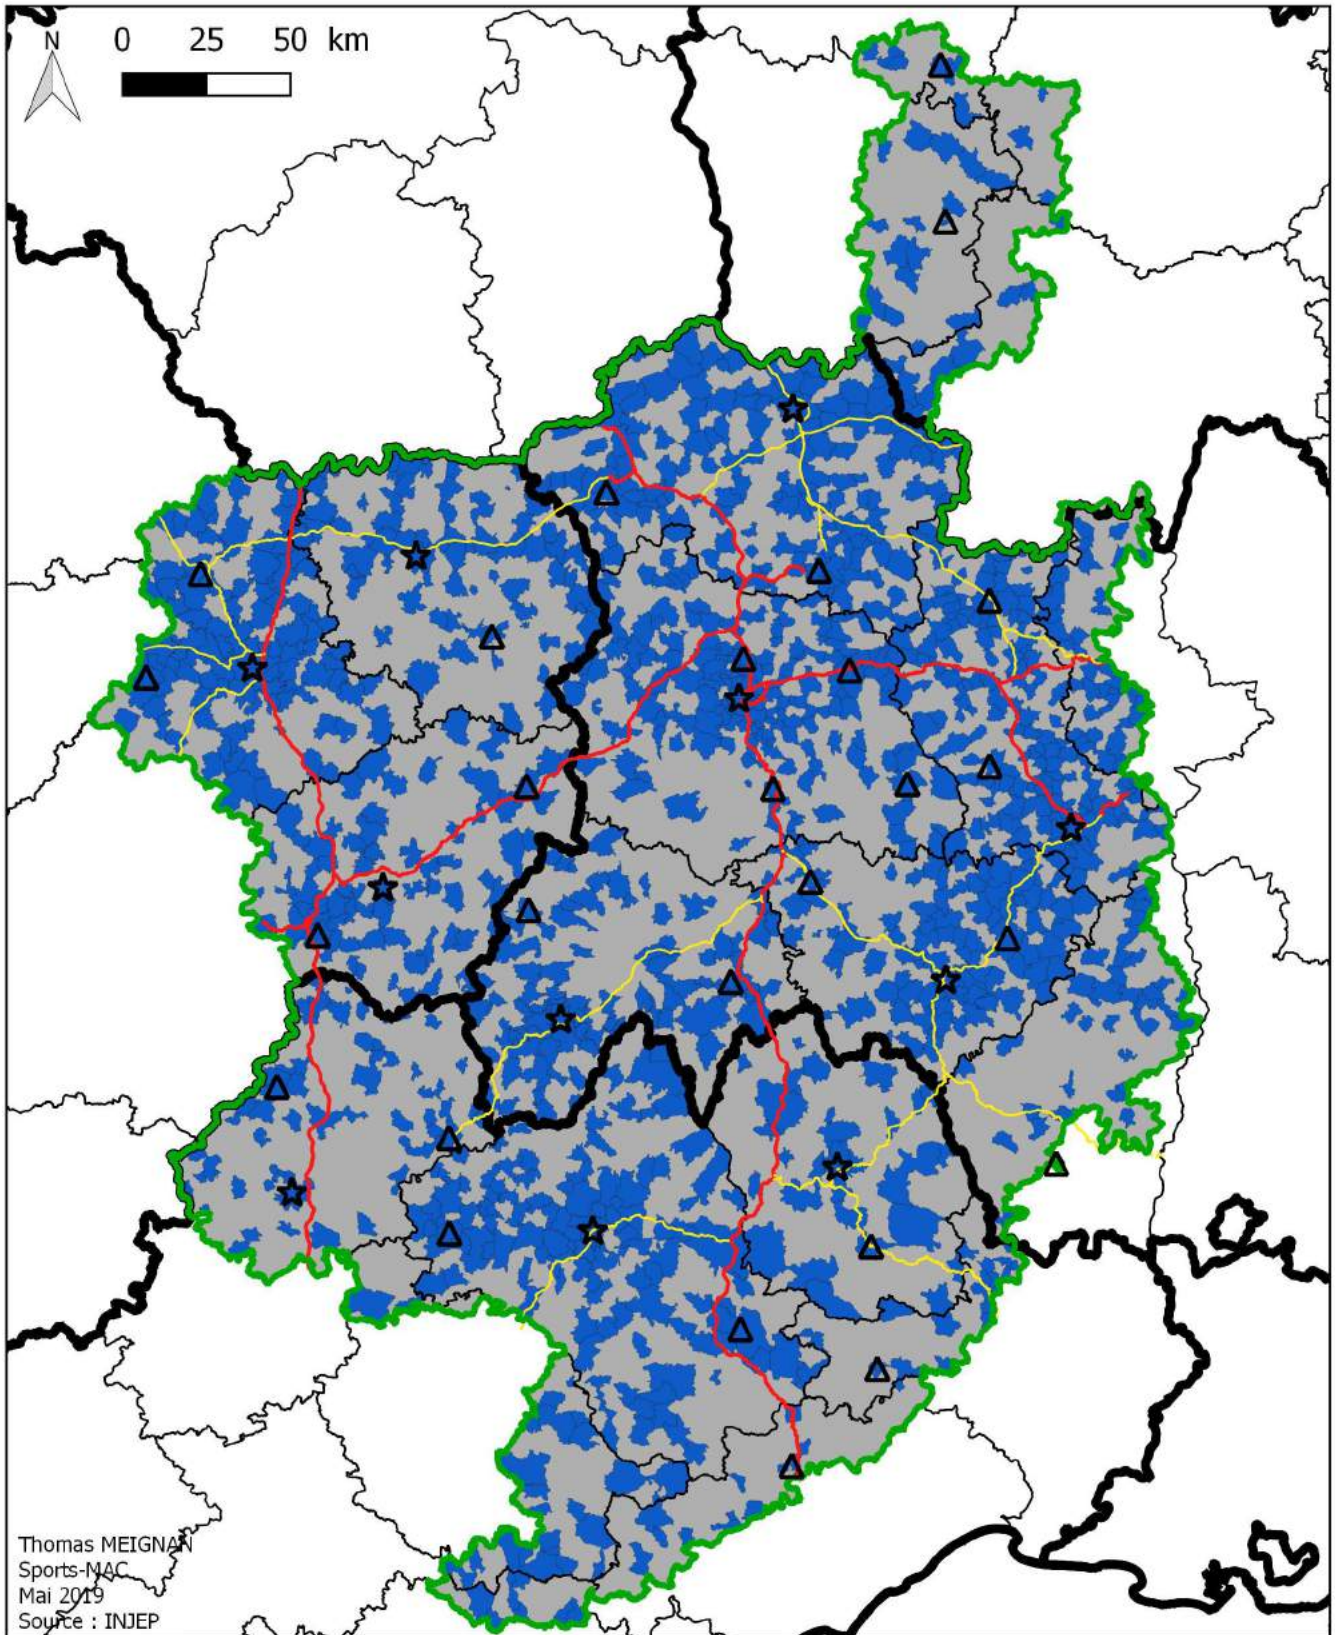 N
0 25 50 km
Thomas MEIGNAN
Sports-MAC
Mai 2019
Source : INJEP